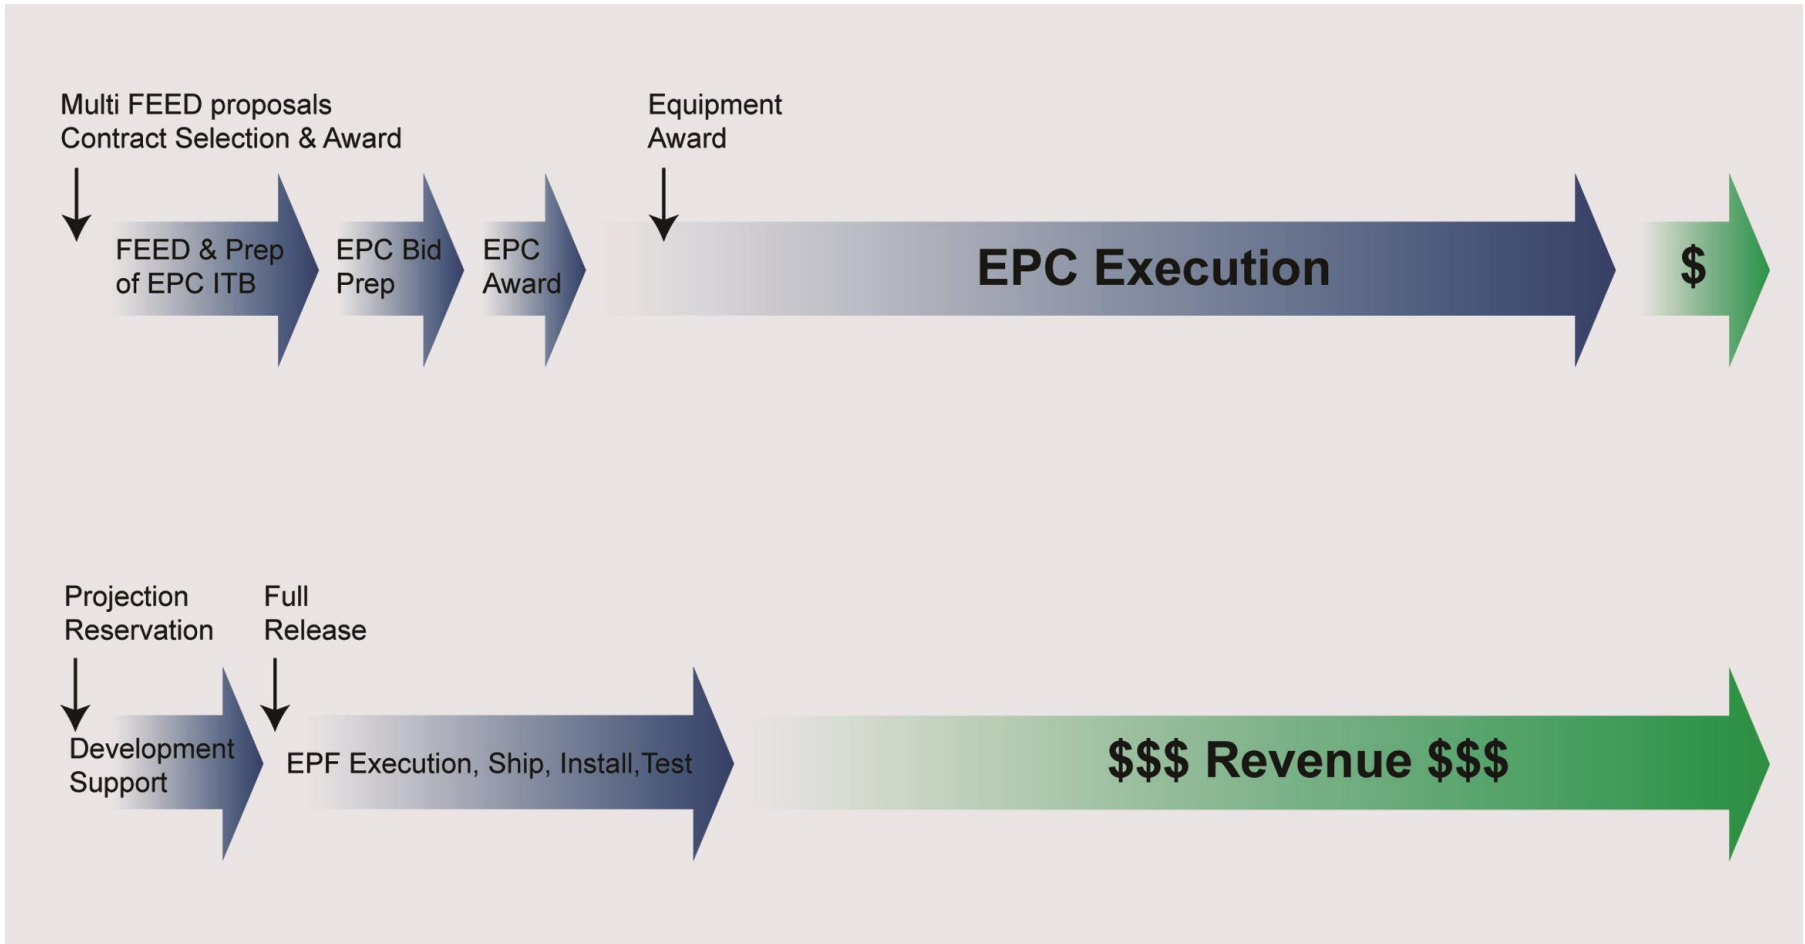 Multi FEED proposals
Contract Selection & Award
Equipment
Award
FEED & Prep
of EPC ITB
EPC Bid
Prep
EPC
Award
EPC Execution
$
Projection
Reservation
Full
Release
Development
Support
EPF Execution, Ship, Install,Test
$$$ Revenue $$$